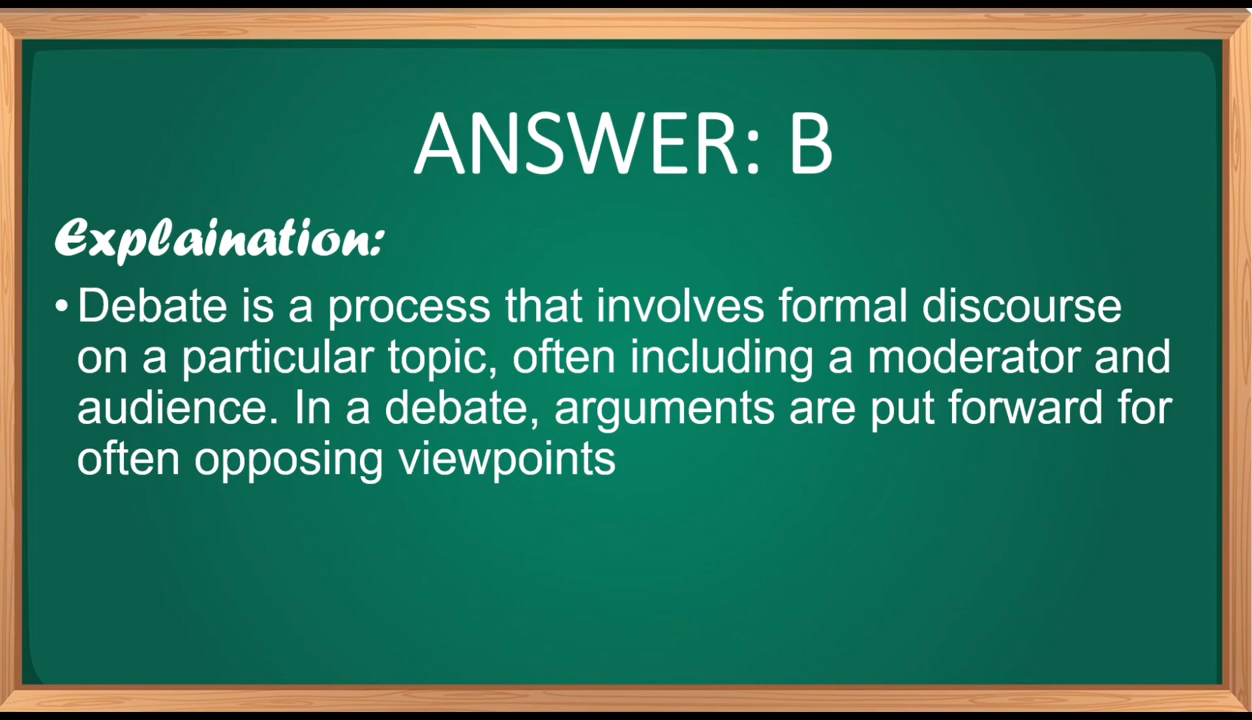 ANSWER: B
Explaination:
• Debate is a process that involves formal discourse
on a particular topic, often including a moderator and
audience. In a debate, arguments are put forward for
often opposing viewpoints